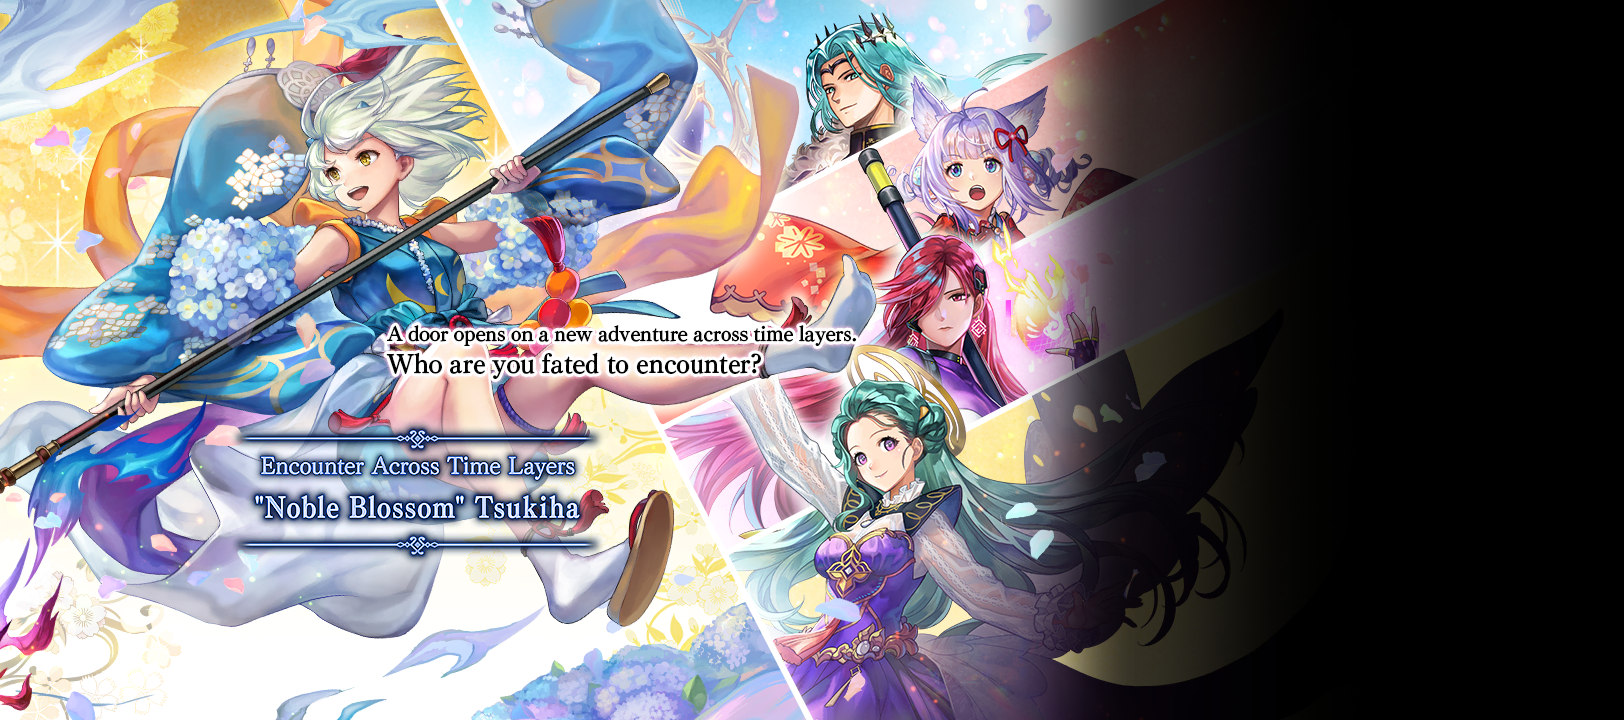 A door opens on a new adventure across time layers.
Who are you fated to encounter?
Encounter Across Time Layers
"Noble Blossom" Tsukiha